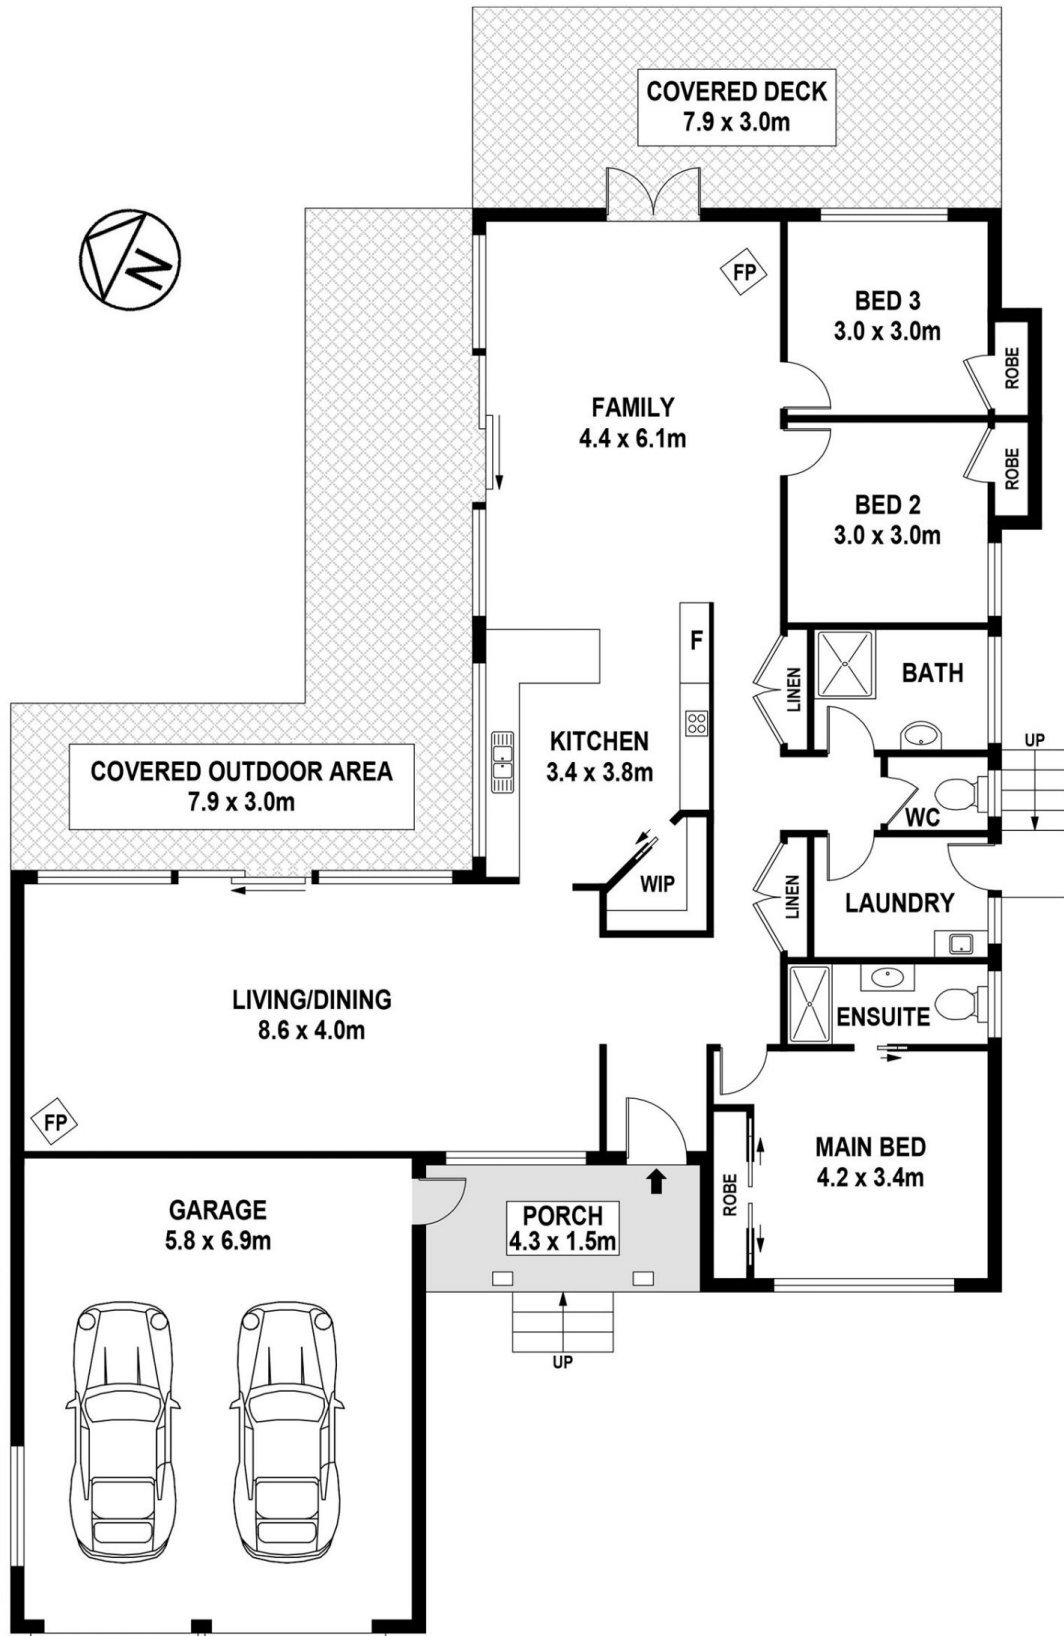 COVERED DECK
7.9 x 3.0m
N
FP
BED 3
3.0 x 3.0m
ROBE
FAMILY
4.4 x 6.1m
ROBE
BED 2
3.0 x 3.0m
F
LINEN
BATH
KITCHEN
3.4 x 3.8m
UP
COVERED OUTDOOR AREA
7.9 x 3.0m
WC
WIP
LINEN
LAUNDRY
LIVING/DINING
8.6 x 4.0m
ENSUITE
FP
MAIN BED
4.2 x 3.4m
ROBE
GARAGE
5.8 x 6.9m
PORCH
4.3 x 1.5m
UP